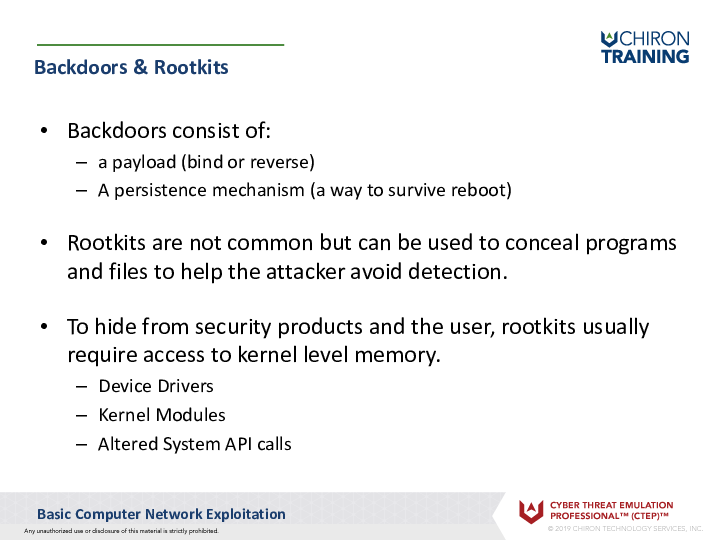 CHIRON
TRAINING
Backdoors & Rootkits
• Backdoors consist of:
– a payload (bind or reverse)
– A persistence mechanism (a way to survive reboot)
• Rootkits are not common but can be used to conceal programs
and files to help the attacker avoid detection.
• To hide from security products and the user, rootkits usually
require access to kernel level memory.
– Device Drivers
– Kernel Modules
– Altered System API calls
Basic Computer Network Exploitation
Any unauthorized use or disclosure of this material is strictly prohibited.
CYBER THREAT EMULATION
PROFESSIONAL™ (CTEP)™
© 2019 CHIRON TECHNOLOGY SERVICES, INC.